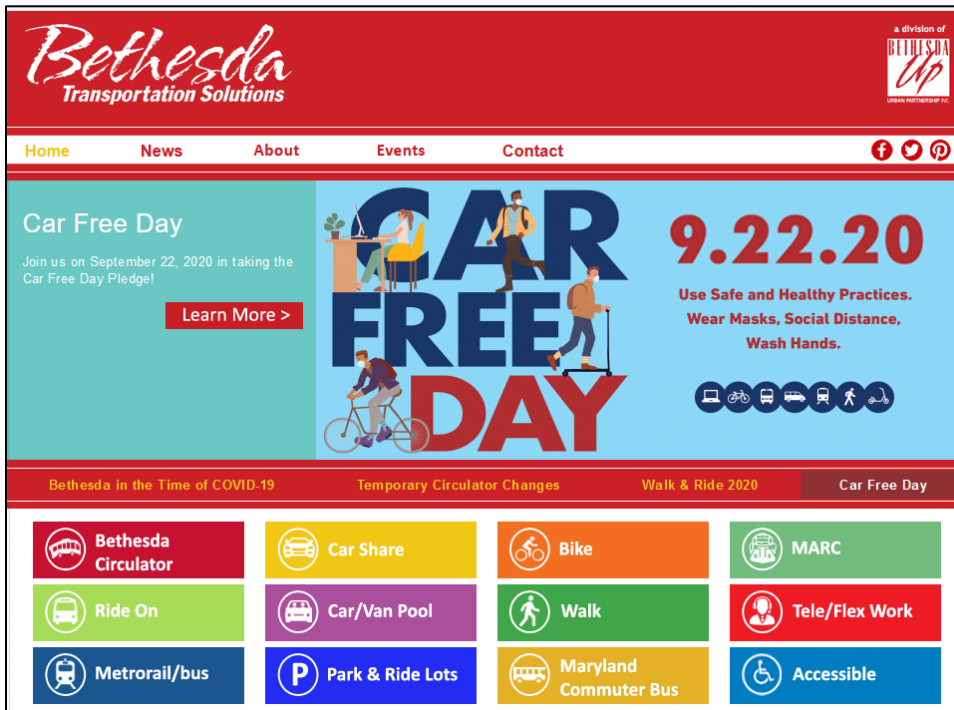 Bethesda
Transportation Solutions
a division of
BETHESDA
Up
URBAN PARTNERSHIP INC.
Home News About Events Contact
Car Free Day
Join us on September 22, 2020 in taking the
Car Free Day Pledge!
Learn More >
CAR
FREE
DAY
9.22.20
Use Safe and Healthy Practices.
Wear Masks, Social Distance,
Wash Hands.
Bethesda in the Time of COVID-19 Temporary Circulator Changes Walk & Ride 2020 Car Free Day
Bethesda
Circulator
Car Share
Bike
MARC
Ride On
Car/Van Pool
Walk
Tele/Flex Work
Metrorail/bus
P
Park & Ride Lots
Maryland
Commuter Bus
Accessible